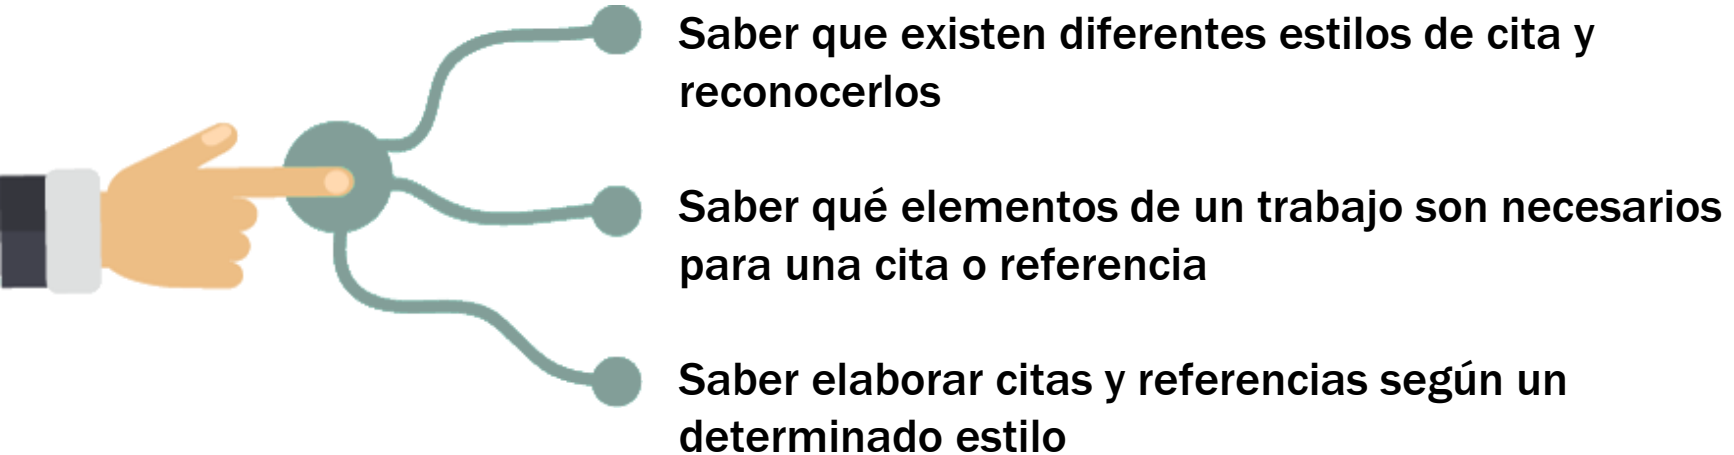 Saber que existen diferentes estilos de cita y
reconocerlos
Saber qué elementos de un trabajo son necesarios
para una cita o referencia
Saber elaborar citas y referencias según un
determinado estilo